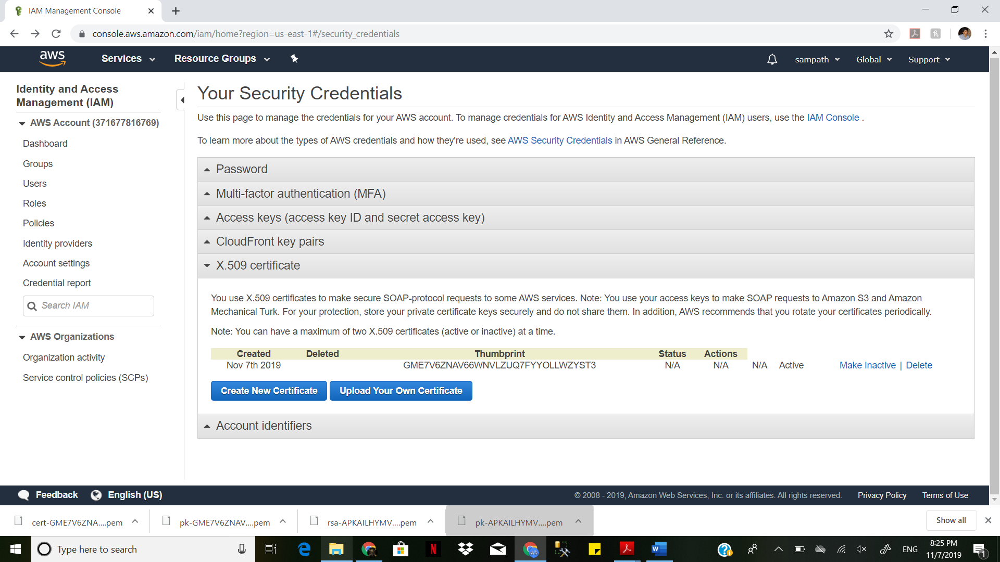 IAM Management Console
console.aws.amazon.com/iam/home?region=us-east-1#/security_credentials
aws
Services
Resource Groups
sampath
Global
Support
Identity and Access
Management (IAM)
AWS Account (371677816769)
Dashboard
Groups
Users
Roles
Policies
Identity providers
Account settings
Credential report
Search IAM
AWS Organizations
Organization activity
Service control policies (SCPs)
Your Security Credentials
Use this page to manage the credentials for your AWS account. To manage credentials for AWS Identity and Access Management (IAM) users, use the IAM Console .
To learn more about the types of AWS credentials and how they're used, see AWS Security Credentials in AWS General Reference.
Password
Multi-factor authentication (MFA)
Access keys (access key ID and secret access key)
CloudFront key pairs
X.509 certificate
You use X.509 certificates to make secure SOAP-protocol requests to some AWS services. Note: You use your access keys to make SOAP requests to Amazon S3 and Amazon
Mechanical Turk. For your protection, store your private certificate keys securely and do not share them. In addition, AWS recommends that you rotate your certificates periodically.
Note: You can have a maximum of two X.509 certificates (active or inactive) at a time.
Created Deleted Thumbprint Status Actions
Nov 7th 2019 GME7V6ZNAV66WNVLZUQ7FYYOLLWZYST3 N/A N/A N/A Active Make Inactive | Delete
Create New Certificate Upload Your Own Certificate
Account identifiers
Feedback English (US)
© 2008 - 2019, Amazon Web Services, Inc. or its affiliates. All rights reserved. Privacy Policy Terms of Use
cert-GME7V6ZNA....pem
pk-GME7V6ZNAV....pem
rsa-APKAILHYMV....pem
pk-APKAILHYMV....pem
Show all
Type here to search
ENG
8:25 PM
11/7/2019
1